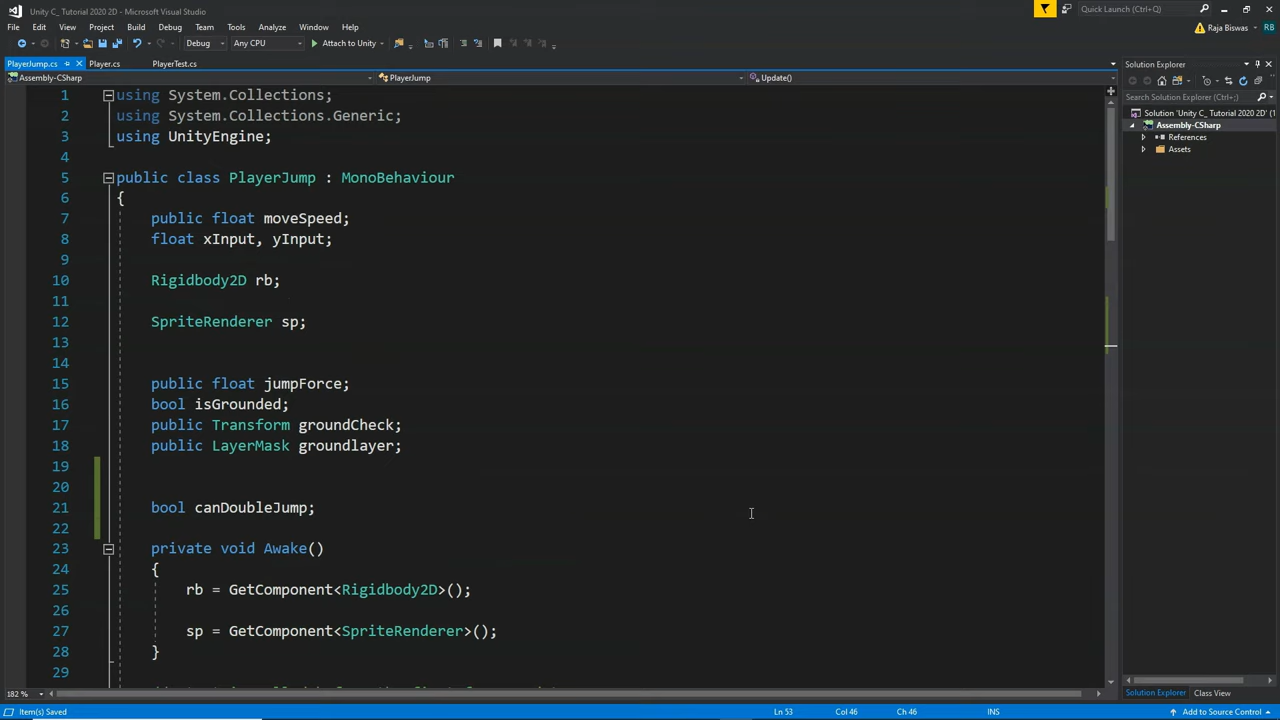 Unity C_ Tutorial 2020 2D - Microsoft Visual Studio
Quick Launch (Ctrl+Q)
File Edit View Project Build Debug Team Tools Analyze Window Help
Raja Biswas RB
Debug Any CPU Attach to Unity
PlayerJump.cs Player.cs PlayerTest.cs
Solution Explorer
Assembly-CSharp PlayerJump Update()
Search Solution Explorer (Ctrl+;)
Solution 'Unity C_ Tutorial 2020 2D' (1
Assembly-CSharp
References
Assets
1 using System.Collections;
2 using System.Collections.Generic;
3 using UnityEngine;
4
5 public class PlayerJump : MonoBehaviour
6 {
7 public float moveSpeed;
8 float xInput, yInput;
9
10 Rigidbody2D rb;
11
12 SpriteRenderer sp;
13
14
15 public float jumpForce;
16 bool isGrounded;
17 public Transform groundCheck;
18 public LayerMask groundlayer;
19
20
21 bool canDoubleJump;
22
23 private void Awake()
24 {
25 rb = GetComponent<Rigidbody2D>();
26
27 sp = GetComponent<SpriteRenderer>();
28 }
29
182 %
Solution Explorer Class View
Item(s) Saved Ln 53 Col 46 Ch 46 INS Add to Source Control